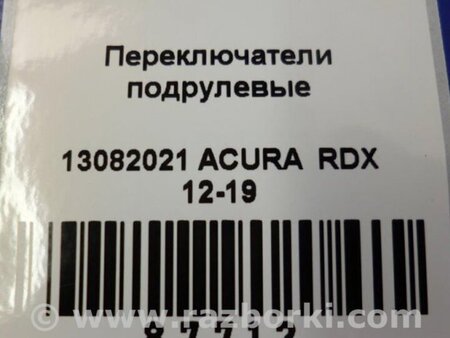 Переключатели
подрулевые
13082021 ACURA RDX
12-19
www.razborki.com